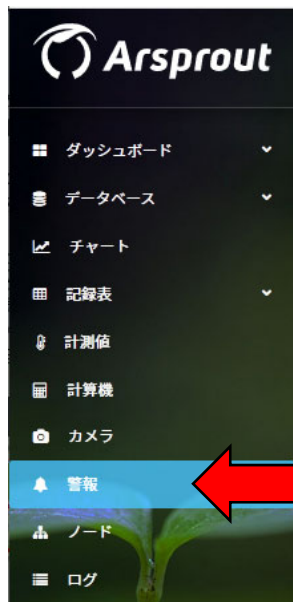 Arsprout
ダッシュボード
データベース
チャート
記録表
計測値
計算機
カメラ
警報
ノード
ログ